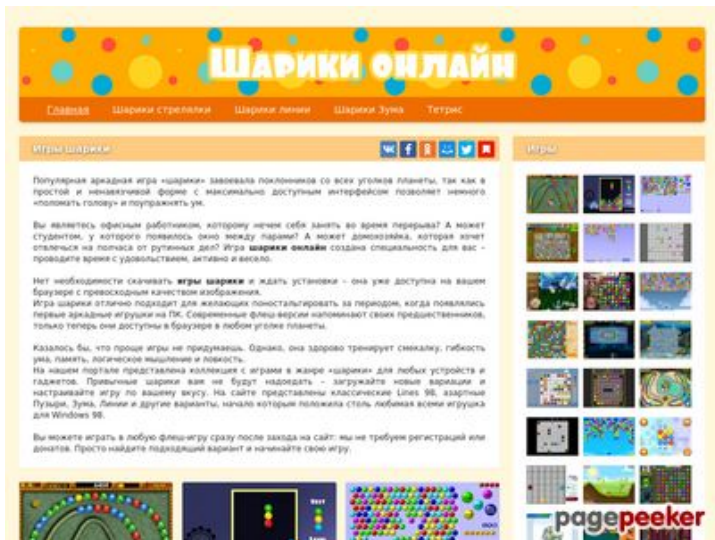 Шарики онлайн
Главная Шарики стрелялки Шарики линии Шарики Зума Тетрис
Игры шарики
Игры
Популярная аркадная игра «шарики» завоевала поклонников со всех уголков планеты, так как в
простой и ненавязчивой форме с максимально доступным интерфейсом позволяет немного
«поломать голову» и поупражнять ум.
Вы являетесь офисным работником, которому нечем себя занять во время перерыва? А может
студентом, у которого появилось окно между парами? А может домохозяйка, которая хочет
отвлечься на полчаса от рутинных дел? Игра шарики онлайн создана специальность для вас –
проводите время с удовольствием, активно и весело.
Нет необходимости скачивать игры шарики и ждать установки – она уже доступна на вашем
браузере с превосходным качеством изображения.
Игра шарики отлично подходит для желающих поностальгировать за периодом, когда появлялись
первые аркадные игрушки на ПК. Современные флеш-версии напоминают своих предшественников,
только теперь они доступны в браузере в любом уголке планеты.
Казалось бы, что проще игры не придумаешь. Однако, она здорово тренирует смекалку, гибкость
ума, память, логическое мышление и ловкость.
На нашем портале представлена коллекция с играми в жанре «шарики» для любых устройств и
гаджетов. Привычные шарики вам не будут надоедать – загружайте новые вариации и
настраивайте игру по вашему вкусу. На сайте представлены классические Lines 98, азартные
Пузыри, Зума, Линии и другие варианты, начало которым положила столь любимая всеми игрушка
для Windows 98.
Вы можете играть в любую флеш-игру сразу после захода на сайт: мы не требуем регистраций или
донатов. Просто найдите подходящий вариант и начинайте свою игру.
pagepeeker